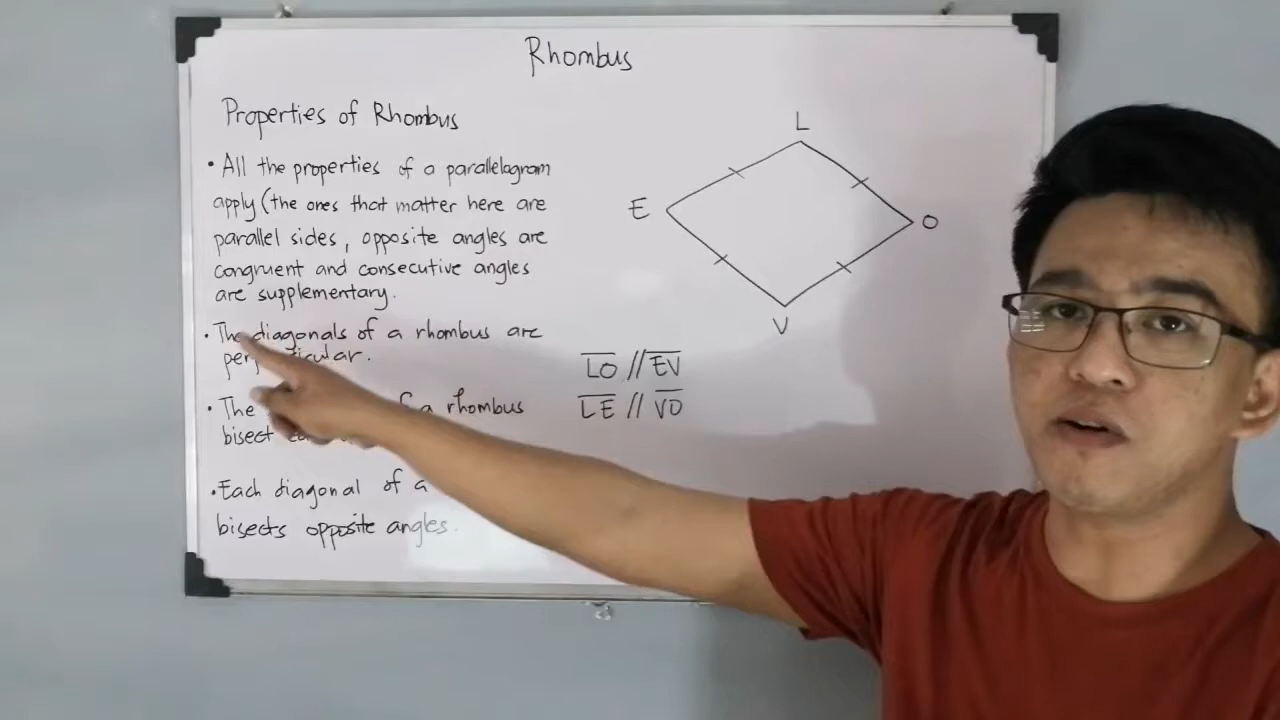 Rhombus
Properties of Rhombus
• All the properties of a parallelogram
apply (the ones that matter here are
parallel sides, opposite angles are
congruent and consecutive angles
are supplementary.
• The diagonals of a rhombus are
• The of a rhombus
bisect
• Each diagonal of a
bisects opposite angles.
L
E
O
V
LO // EV
LE // VO